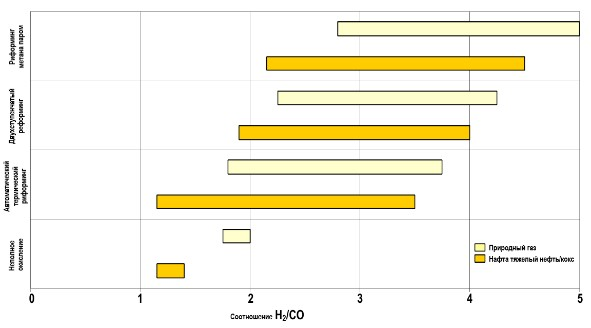 Риформинг
метана паром
Двухступенчатый
реформинг
Автоматический
термический
риформинг
Неполное
окисление
Природный газ
Нафта тяжелый нефть/кокс
0 1 2 3 4 5
Соотношение H₂/CO